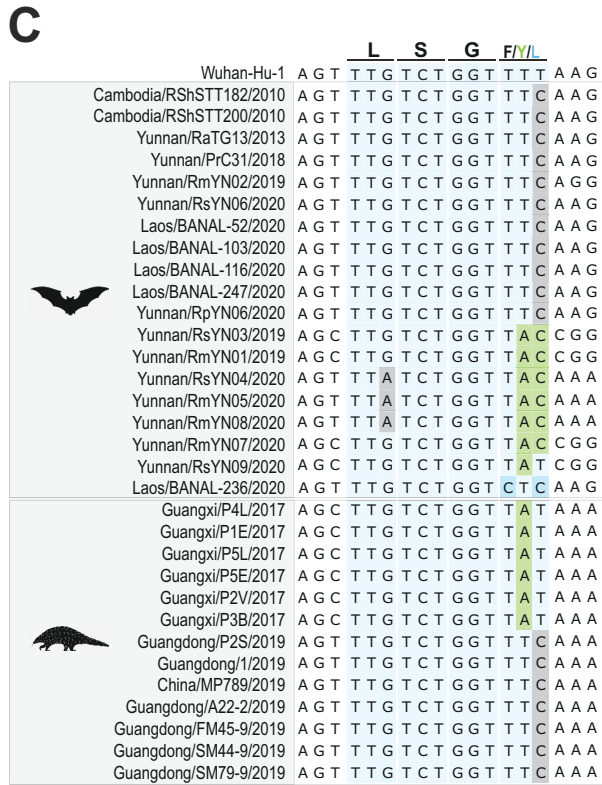 C
L S G F/Y/L
Wuhan-Hu-1 A G T T T G T C T G G T T T T A A G
Cambodia/RShSTT182/2010 A G T T T G T C T G G T T T C A A G
Cambodia/RShSTT200/2010 A G T T T G T C T G G T T T C A A G
Yunnan/RaTG13/2013 A G T T T G T C T G G T T T C A A G
Yunnan/PrC31/2018 A G T T T G T C T G G T T T C A A G
Yunnan/RmYN02/2019 A G T T T G T C T G G T T T C A G G
Yunnan/RsYN06/2020 A G T T T G T C T G G T T T C A A G
Laos/BANAL-52/2020 A G T T T G T C T G G T T T C A A G
Laos/BANAL-103/2020 A G T T T G T C T G G T T T C A A G
Laos/BANAL-116/2020 A G T T T G T C T G G T T T C A A G
Laos/BANAL-247/2020 A G T T T G T C T G G T T T C A A G
Yunnan/RpYN06/2020 A G T T T G T C T G G T T T C A A G
Yunnan/RsYN03/2019 A G C T T G T C T G G T T A C C G G
Yunnan/RmYN01/2019 A G C T T G T C T G G T T A C C G G
Yunnan/RsYN04/2020 A G T T T A T C T G G T T A C A A A
Yunnan/RmYN05/2020 A G T T T A T C T G G T T A C A A A
Yunnan/RmYN08/2020 A G T T T A T C T G G T T A C A A A
Yunnan/RmYN07/2020 A G C T T G T C T G G T T A C C G G
Yunnan/RsYN09/2020 A G C T T G T C T G G T T A T C G G
Laos/BANAL-236/2020 A G T T T G T C T G G T C T C A A G
Guangxi/P4L/2017 A G C T T G T C T G G T T A T A A A
Guangxi/P1E/2017 A G C T T G T C T G G T T A T A A A
Guangxi/P5L/2017 A G C T T G T C T G G T T A T A A A
Guangxi/P5E/2017 A G C T T G T C T G G T T A T A A A
Guangxi/P2V/2017 A G C T T G T C T G G T T A T A A A
Guangxi/P3B/2017 A G C T T G T C T G G T T A T A A A
Guangdong/P2S/2019 A G T T T G T C T G G T T T C A A A
Guangdong/1/2019 A G T T T G T C T G G T T T C A A A
China/MP789/2019 A G T T T G T C T G G T T T C A A A
Guangdong/A22-2/2019 A G T T T G T C T G G T T T C A A A
Guangdong/FM45-9/2019 A G T T T G T C T G G T T T C A A A
Guangdong/SM44-9/2019 A G T T T G T C T G G T T T C A A A
Guangdong/SM79-9/2019 A G T T T G T C T G G T T T C A A A